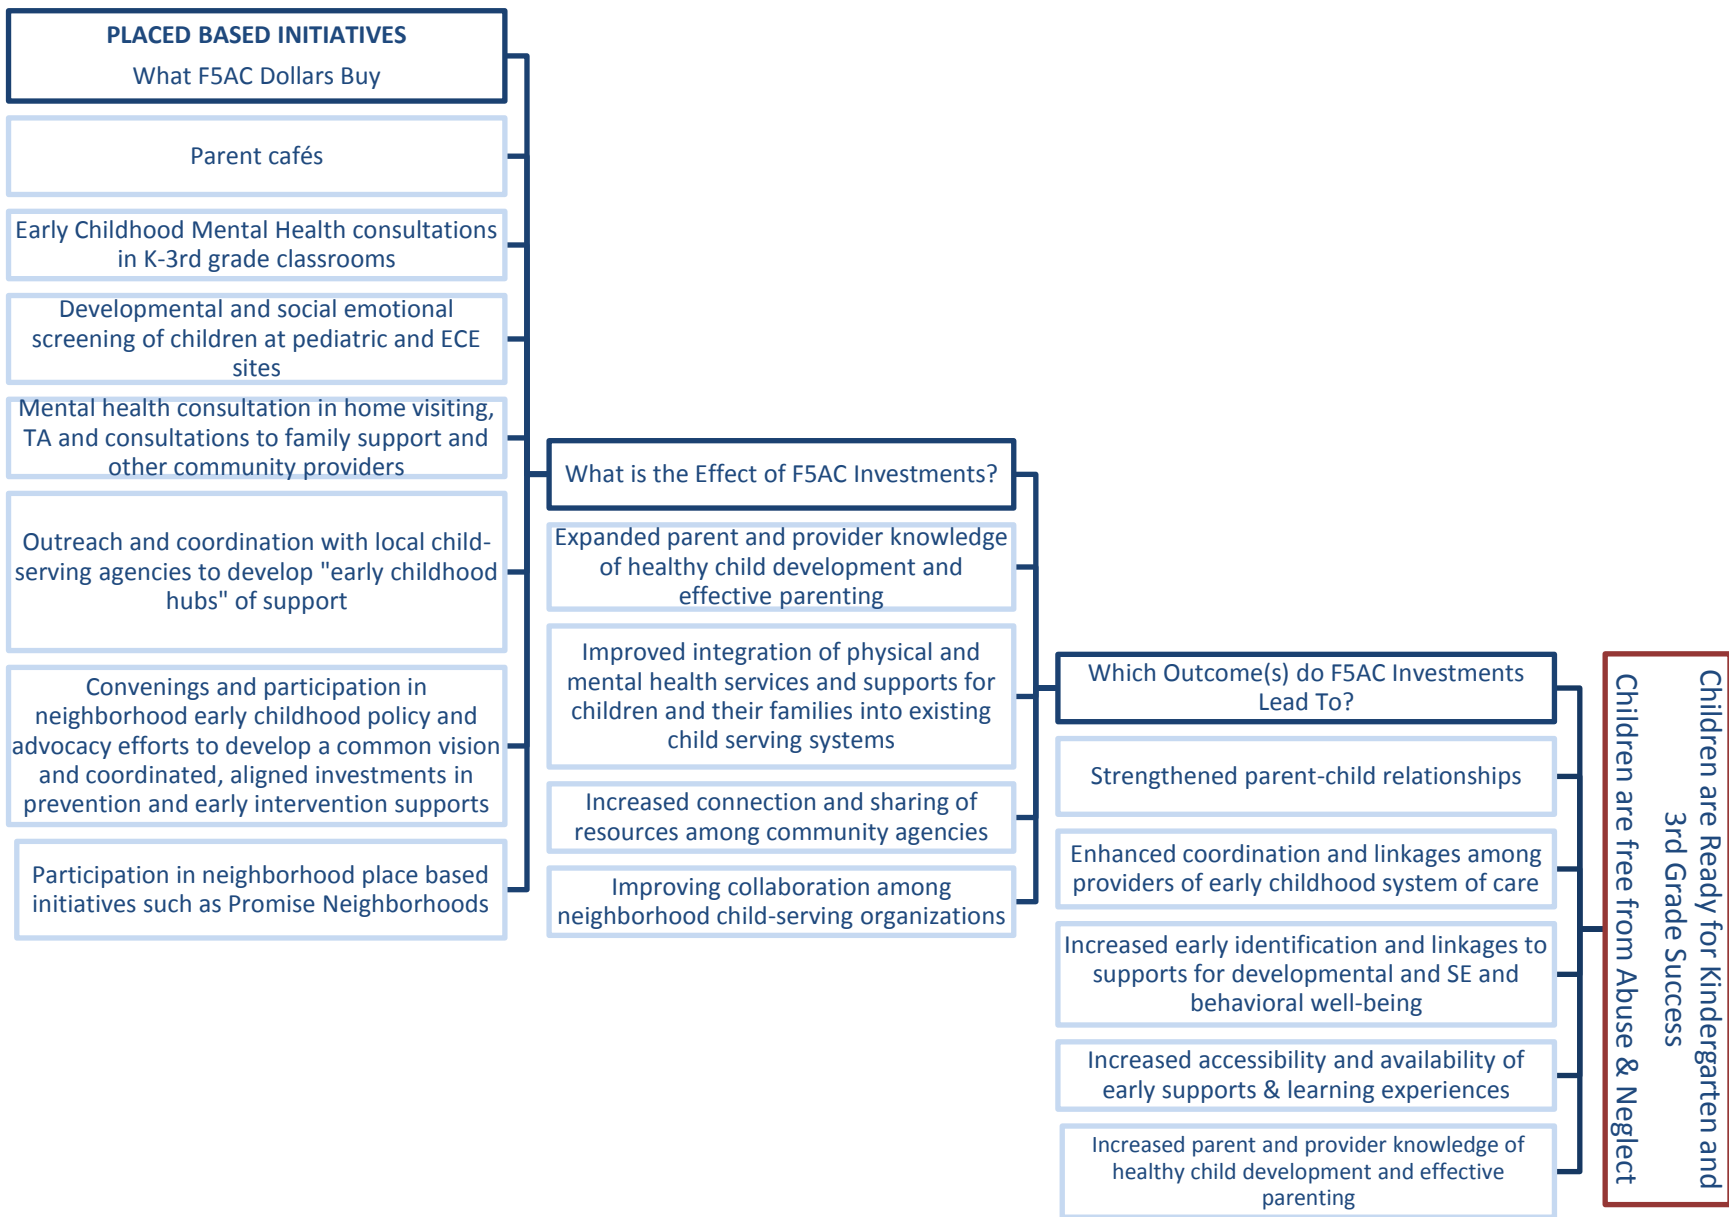 PLACED BASED INITIATIVES
What F5AC Dollars Buy
Parent cafés
Early Childhood Mental Health consultations
in K-3rd grade classrooms
Developmental and social emotional
screening of children at pediatric and ECE
sites
Mental health consultation in home visiting,
TA and consultations to family support and
other community providers
Outreach and coordination with local child-
serving agencies to develop "early childhood
hubs" of support
Convenings and participation in
neighborhood early childhood policy and
advocacy efforts to develop a common vision
and coordinated, aligned investments in
prevention and early intervention supports
Participation in neighborhood place based
initiatives such as Promise Neighborhoods
What is the Effect of F5AC Investments?
Expanded parent and provider knowledge
of healthy child development and
effective parenting
Improved integration of physical and
mental health services and supports for
children and their families into existing
child serving systems
Increased connection and sharing of
resources among community agencies
Improving collaboration among
neighborhood child-serving organizations
Which Outcome(s) do F5AC Investments
Lead To?
Strengthened parent-child relationships
Enhanced coordination and linkages among
providers of early childhood system of care
Increased early identification and linkages to
supports for developmental and SE and
behavioral well-being
Increased accessibility and availability of
early supports & learning experiences
Increased parent and provider knowledge of
healthy child development and effective
parenting
Children are Ready for Kindergarten and
3rd Grade Success
Children are free from Abuse & Neglect